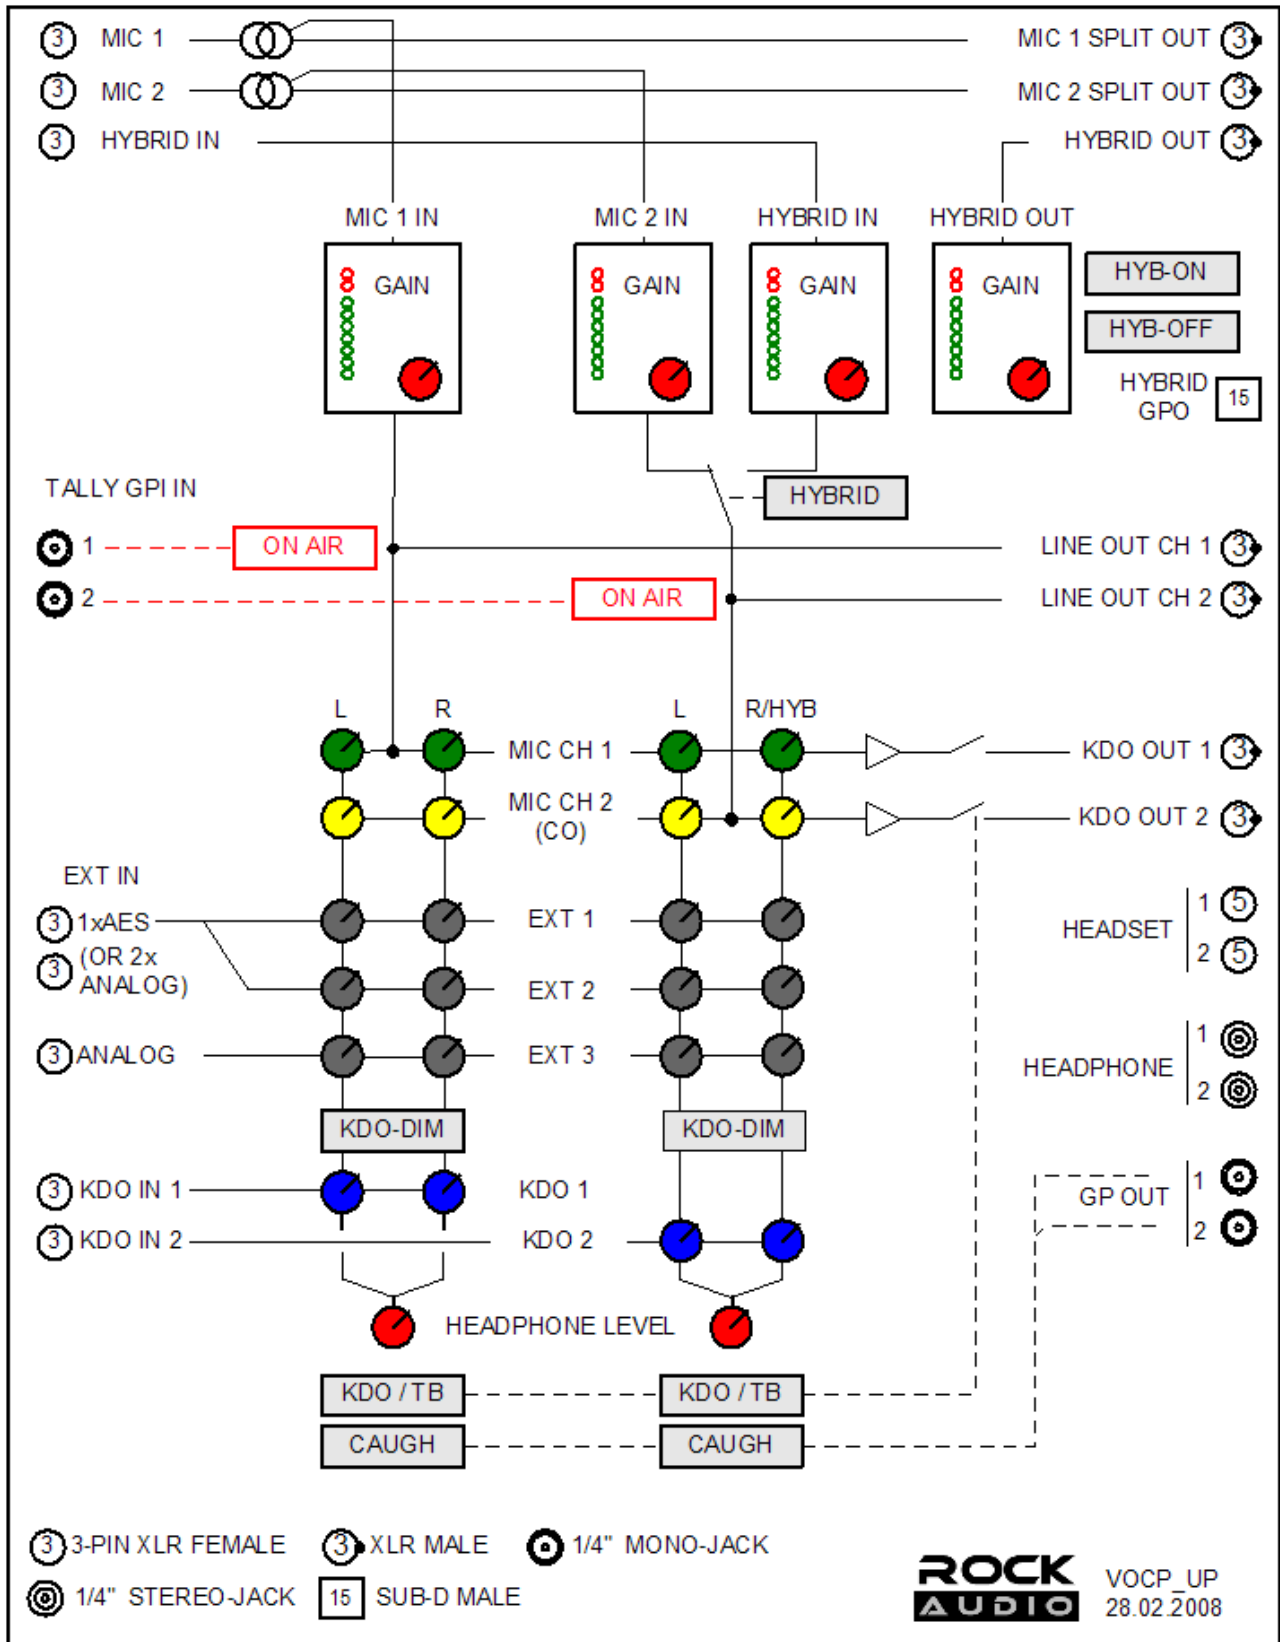 3 MIC 1 MIC 1 SPLIT OUT 3
3 MIC 2 MIC 2 SPLIT OUT 3
3 HYBRID IN HYBRID OUT 3
MIC 1 IN MIC 2 IN HYBRID IN HYBRID OUT
GAIN GAIN GAIN GAIN
HYB-ON
HYB-OFF
HYBRID
GPO 15
TALLY GPI IN
HYBRID
1 ON AIR LINE OUT CH 1 3
2 ON AIR LINE OUT CH 2 3
L R L R/HYB
MIC CH 1 KDO OUT 1 3
MIC CH 2
(CO) KDO OUT 2 3
EXT IN
3 1xAES EXT 1
3 (OR 2x
ANALOG) EXT 2
HEADSET 1 5
2 5
3 ANALOG EXT 3
HEADPHONE 1
2
KDO-DIM KDO-DIM
3 KDO IN 1 KDO 1
3 KDO IN 2 KDO 2
GP OUT 1
2
HEADPHONE LEVEL
KDO / TB KDO / TB
CAUGH CAUGH
3 3-PIN XLR FEMALE 3 XLR MALE 1/4" MONO-JACK
1/4" STEREO-JACK 15 SUB-D MALE
ROCK
AUDIO
VOCP_UP
28.02.2008